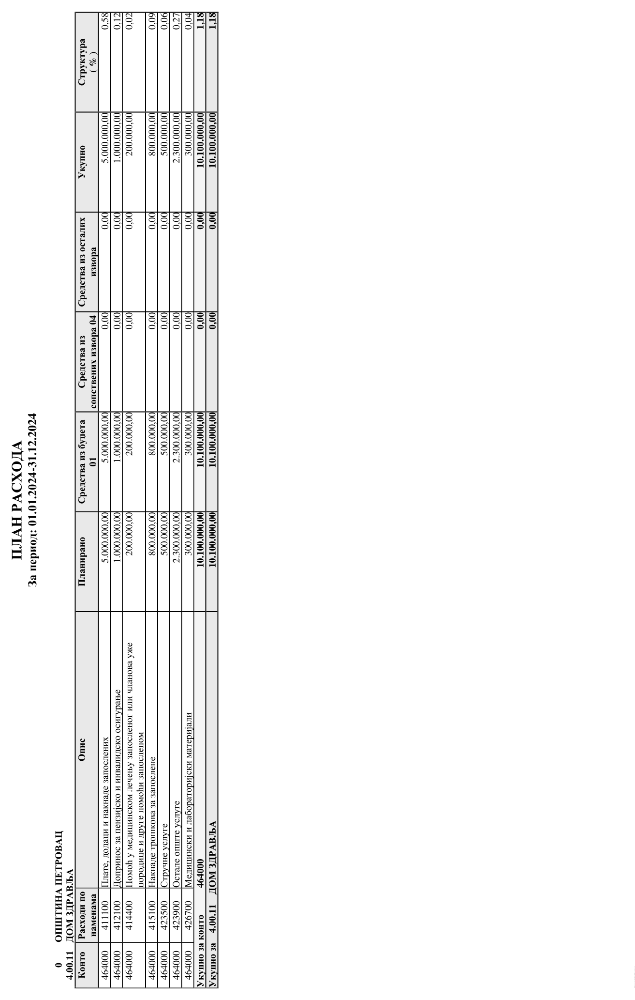 ПЛАН РАСХОДА
За период: 01.01.2024-31.12.2024
0 ОПШТИНА ПЕТРОВАЦ
4.00.11 ДОМ ЗДРАВЉА
Конто Расходи по наменама Опис Планирано Средства из буџета 01 Средства из сопствених извора 04 Средства из осталих извора Укупно Структура ( % )
464000 411100 Плате, додаци и накнаде запослених 5.000.000,00 5.000.000,00 0,00 0,00 5.000.000,00 0,58
464000 412100 Допринос за пензијско и инвалидско осигурање 1.000.000,00 1.000.000,00 0,00 0,00 1.000.000,00 0,12
464000 414400 Помоћ у медицинском лечењу запосленог или чланова уже 200.000,00 200.000,00 0,00 0,00 200.000,00 0,02
породице и друге помоћи запосленом
464000 415100 Накнаде трошкова за запослене 800.000,00 800.000,00 0,00 0,00 800.000,00 0,09
464000 423500 Стручне услуге 500.000,00 500.000,00 0,00 0,00 500.000,00 0,06
464000 423900 Остале опште услуге 2.300.000,00 2.300.000,00 0,00 0,00 2.300.000,00 0,27
464000 426700 Медицински и лабораторијски материјали 300.000,00 300.000,00 0,00 0,00 300.000,00 0,04
Укупно за конто 464000 10.100.000,00 10.100.000,00 0,00 0,00 10.100.000,00 1,18
Укупно за 4.00.11 ДОМ ЗДРАВЉА 10.100.000,00 10.100.000,00 0,00 0,00 10.100.000,00 1,18